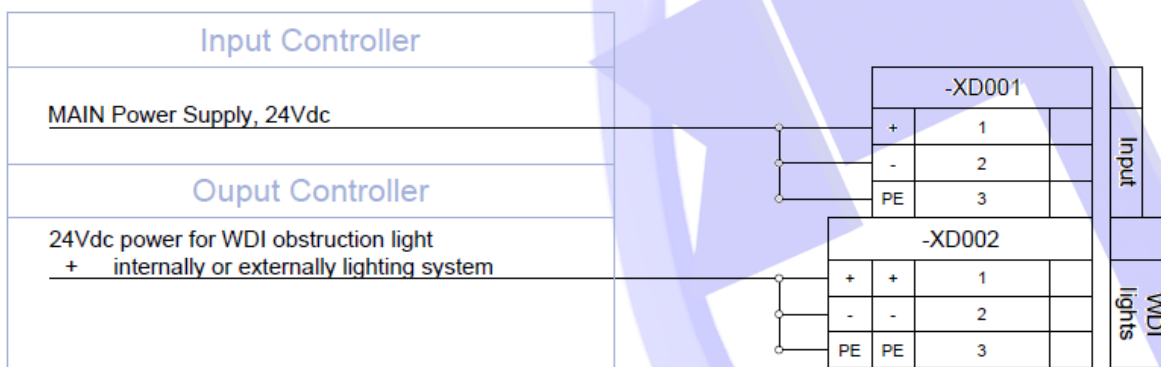 Input Controller
MAIN Power Supply, 24Vdc
-XD001
+ 1
- 2
PE 3
Input
Ouput Controller
24Vdc power for WDI obstruction light
+ internally or externally lighting system
-XD002
+ + 1
- - 2
PE PE 3
WDI
lights